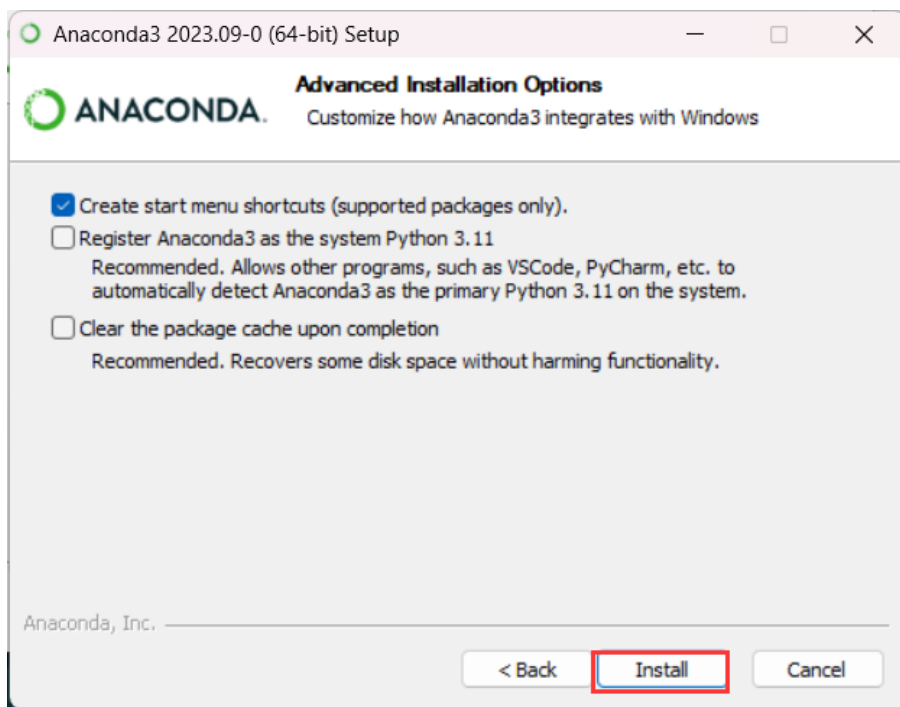 Anaconda3 2023.09-0 (64-bit) Setup
ANACONDA.
Advanced Installation Options
Customize how Anaconda3 integrates with Windows
Create start menu shortcuts (supported packages only).
Register Anaconda3 as the system Python 3.11
Recommended. Allows other programs, such as VSCode, PyCharm, etc. to
automatically detect Anaconda3 as the primary Python 3.11 on the system.
Clear the package cache upon completion
Recommended. Recovers some disk space without harming functionality.
Anaconda, Inc.
< Back Install Cancel